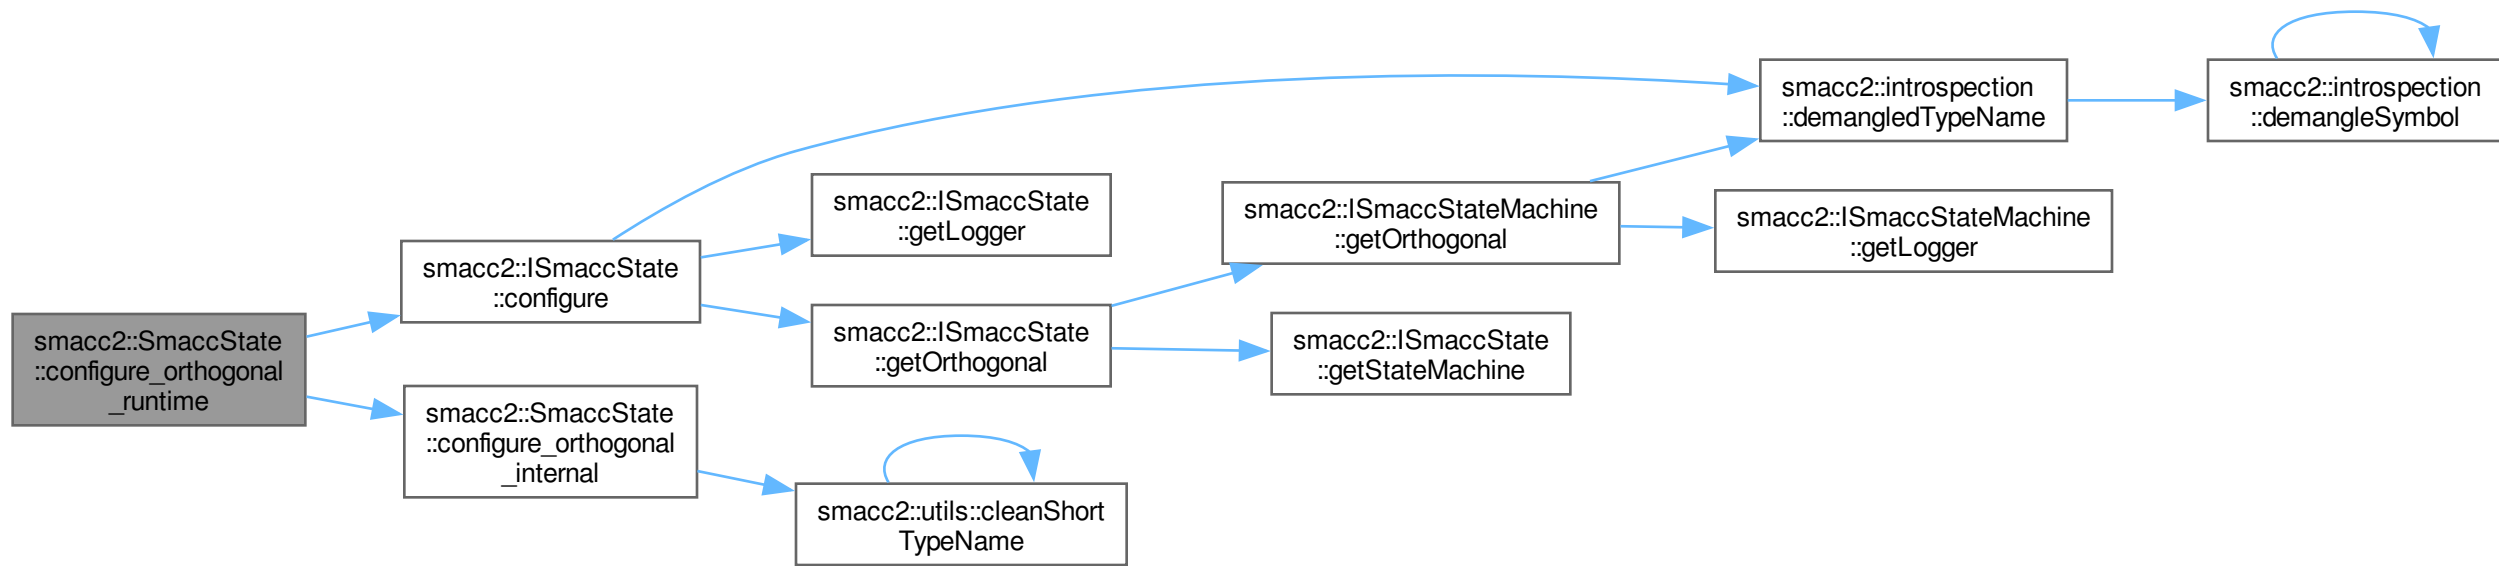 smacc2::SmaccState
::configure_orthogonal
_runtime
smacc2::ISmaccState
::configure
smacc2::SmaccState
::configure_orthogonal
_internal
smacc2::ISmaccState
::getLogger
smacc2::ISmaccState
::getOrthogonal
smacc2::utils::cleanShort
TypeName
smacc2::ISmaccStateMachine
::getOrthogonal
smacc2::ISmaccState
::getStateMachine
smacc2::introspection
::demangledTypeName
smacc2::ISmaccStateMachine
::getLogger
smacc2::introspection
::demangleSymbol